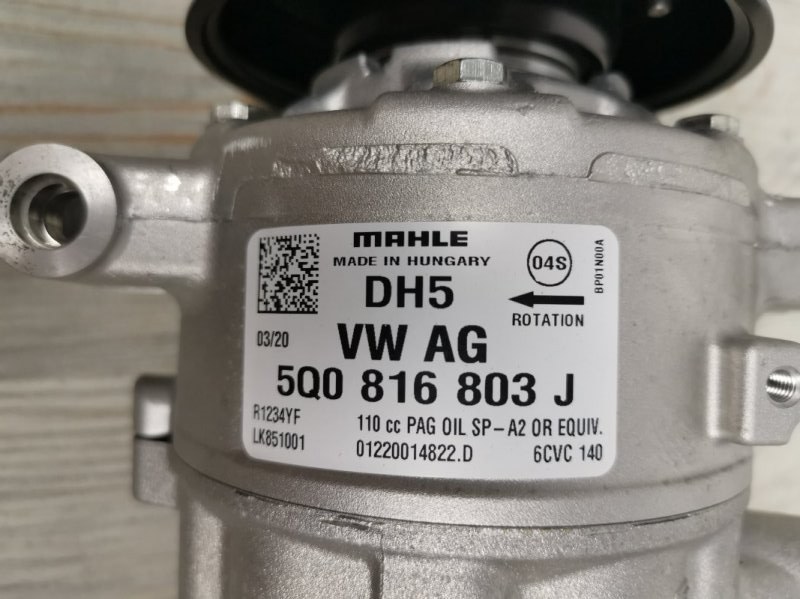 MAHLE
MADE IN HUNGARY
04S
BP01N00A
DH5
ROTATION
03/20
VW AG
5Q0 816 803 J
R1234YF
110 cc PAG OIL SP-A2 OR EQUIV.
LK851001
01220014822.D
6CVC 140